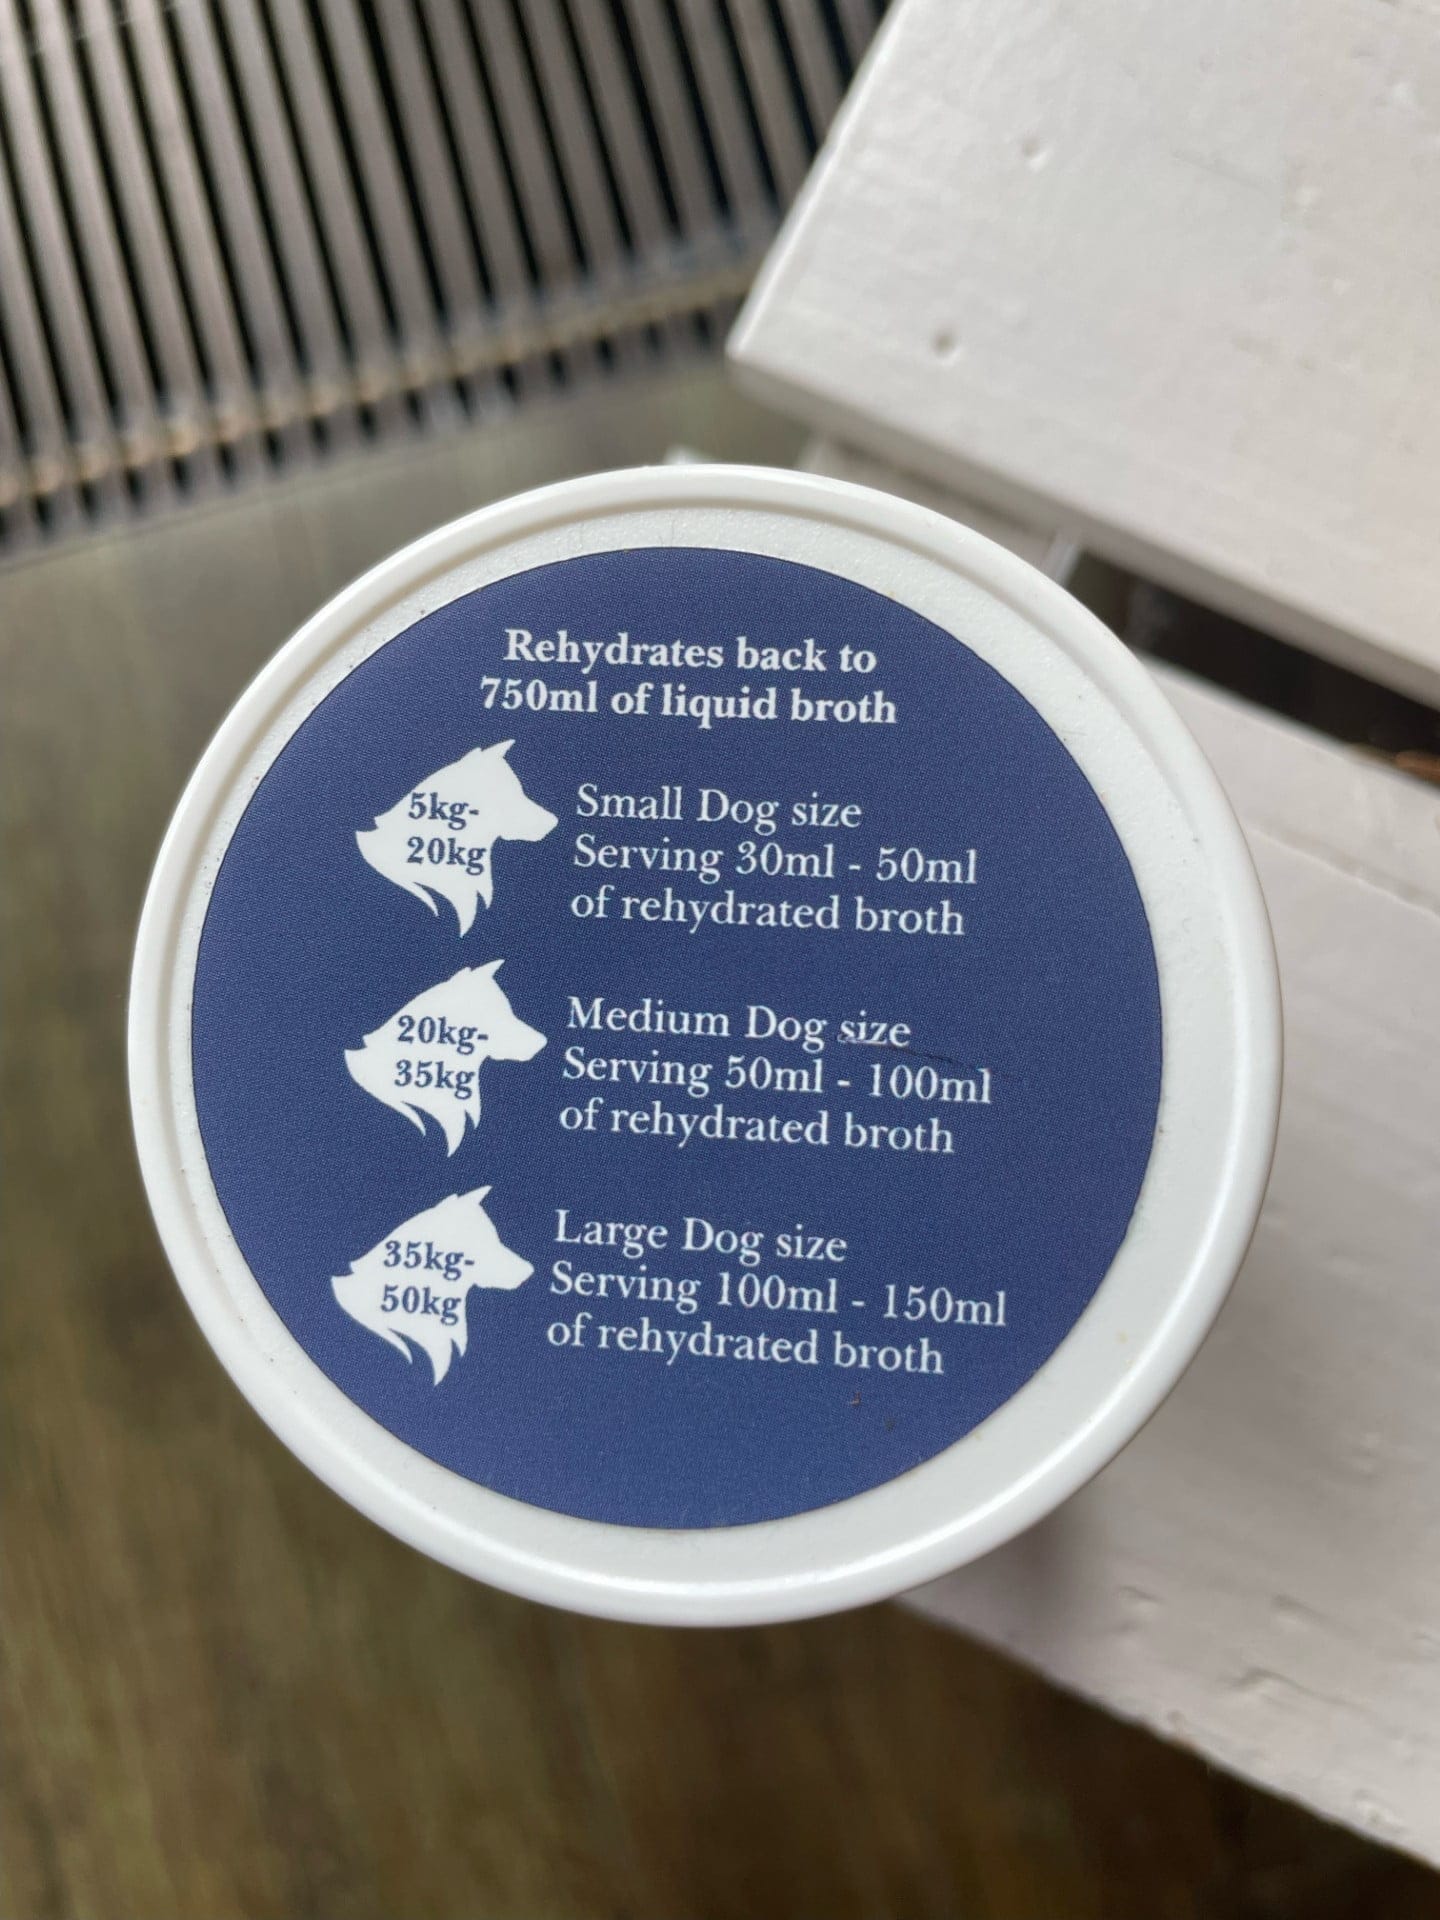 Rehydrates back to
750ml of liquid broth
5kg-
20kg
Small Dog size
Serving 30ml - 50ml
of rehydrated broth
20kg-
35kg
Medium Dog size
Serving 50ml - 100ml
of rehydrated broth
35kg-
50kg
Large Dog size
Serving 100ml - 150ml
of rehydrated broth